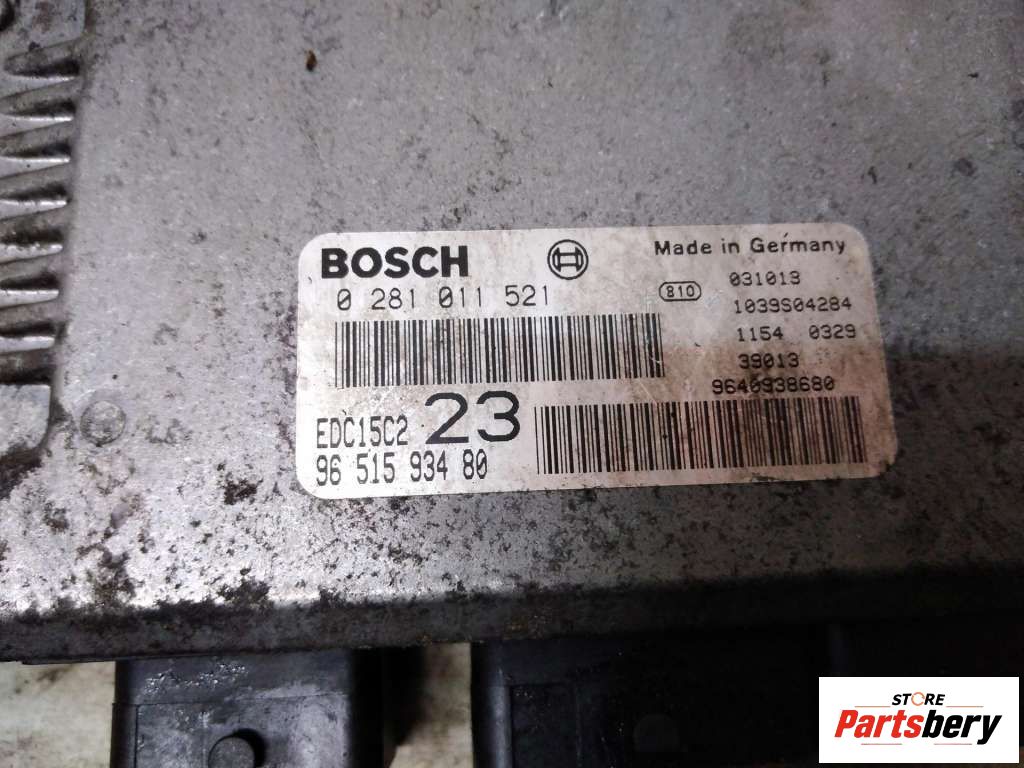 BOSCH
Made in Germany
0 281 011 521
810
031013
1039S04284
1154 0329
39013
9640938680
EDC15C2 23
96 515 934 80
STORE
Partsbery